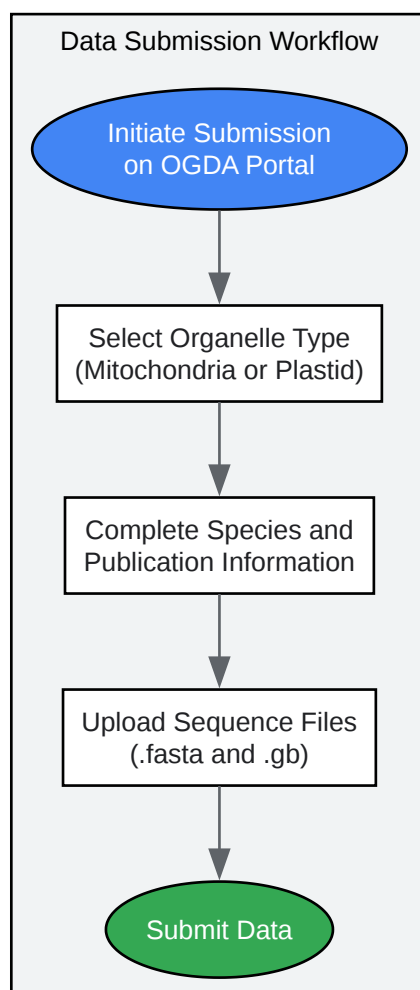 Data Submission Workflow
Initiate Submission
on OGDA Portal
Select Organelle Type
(Mitochondria or Plastid)
Complete Species and
Publication Information
Upload Sequence Files
(.fasta and .gb)
Submit Data